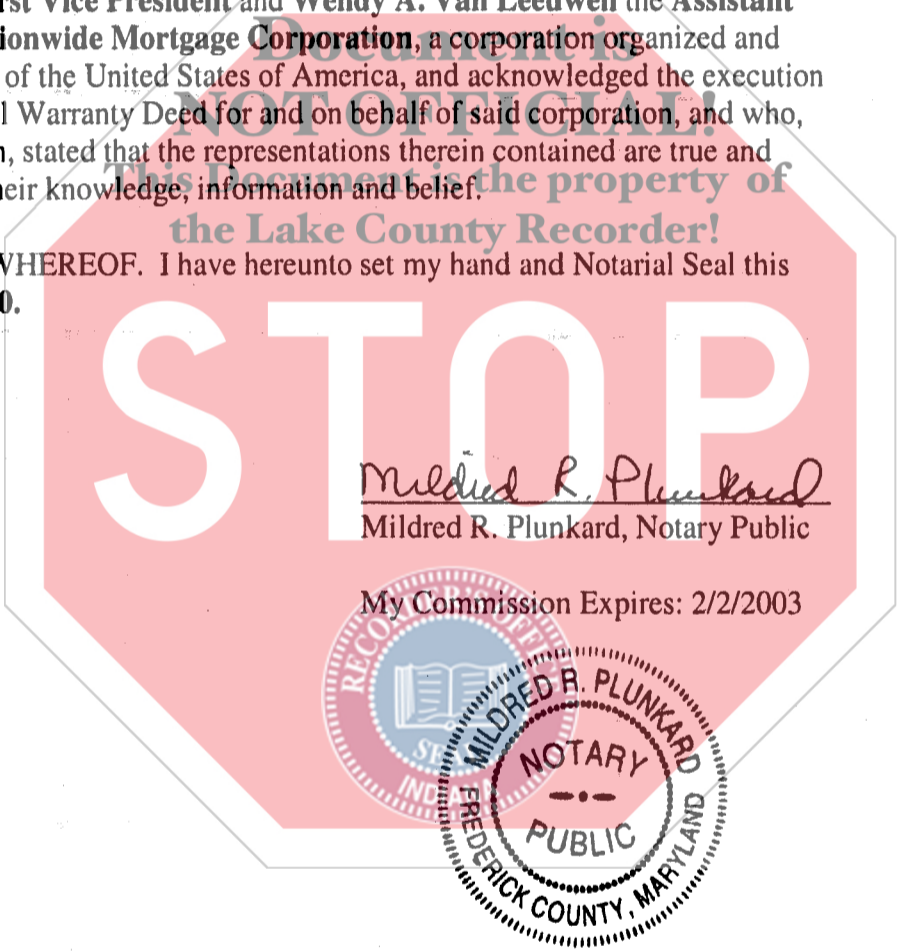 rst Vice President and Wendy A. Van Leeuwen the Assistant
ionwide Mortgage Corporation, a corporation organized and
of the United States of America, and acknowledged the execution
l Warranty Deed for and on behalf of said corporation, and who,
n, stated that the representations therein contained are true and
eir knowledge, information and belief.
WHEREOF. I have hereunto set my hand and Notarial Seal this
0.
Document is
NOT OFFICIAL!
This Document is the property of
the Lake County Recorder!
STOP
Mildred R. Plunkard
Mildred R. Plunkard, Notary Public
My Commission Expires: 2/2/2003
RECORDER'S OFFICE
SEAL
INDIANA
MILDRED R. PLUNKARD
NOTARY
PUBLIC
FREDERICK COUNTY, MARYLAND